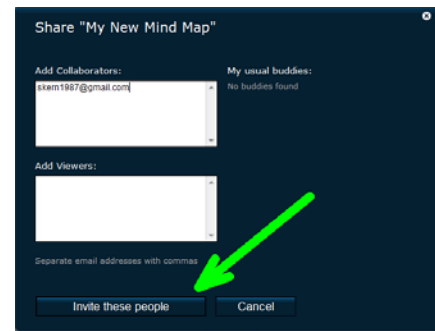 Share "My New Mind Map"
Add Collaborators:
My usual buddies:
skern1987@gmail.com
No buddies found
Add Viewers:
Separate email addresses with commas
Invite these people
Cancel